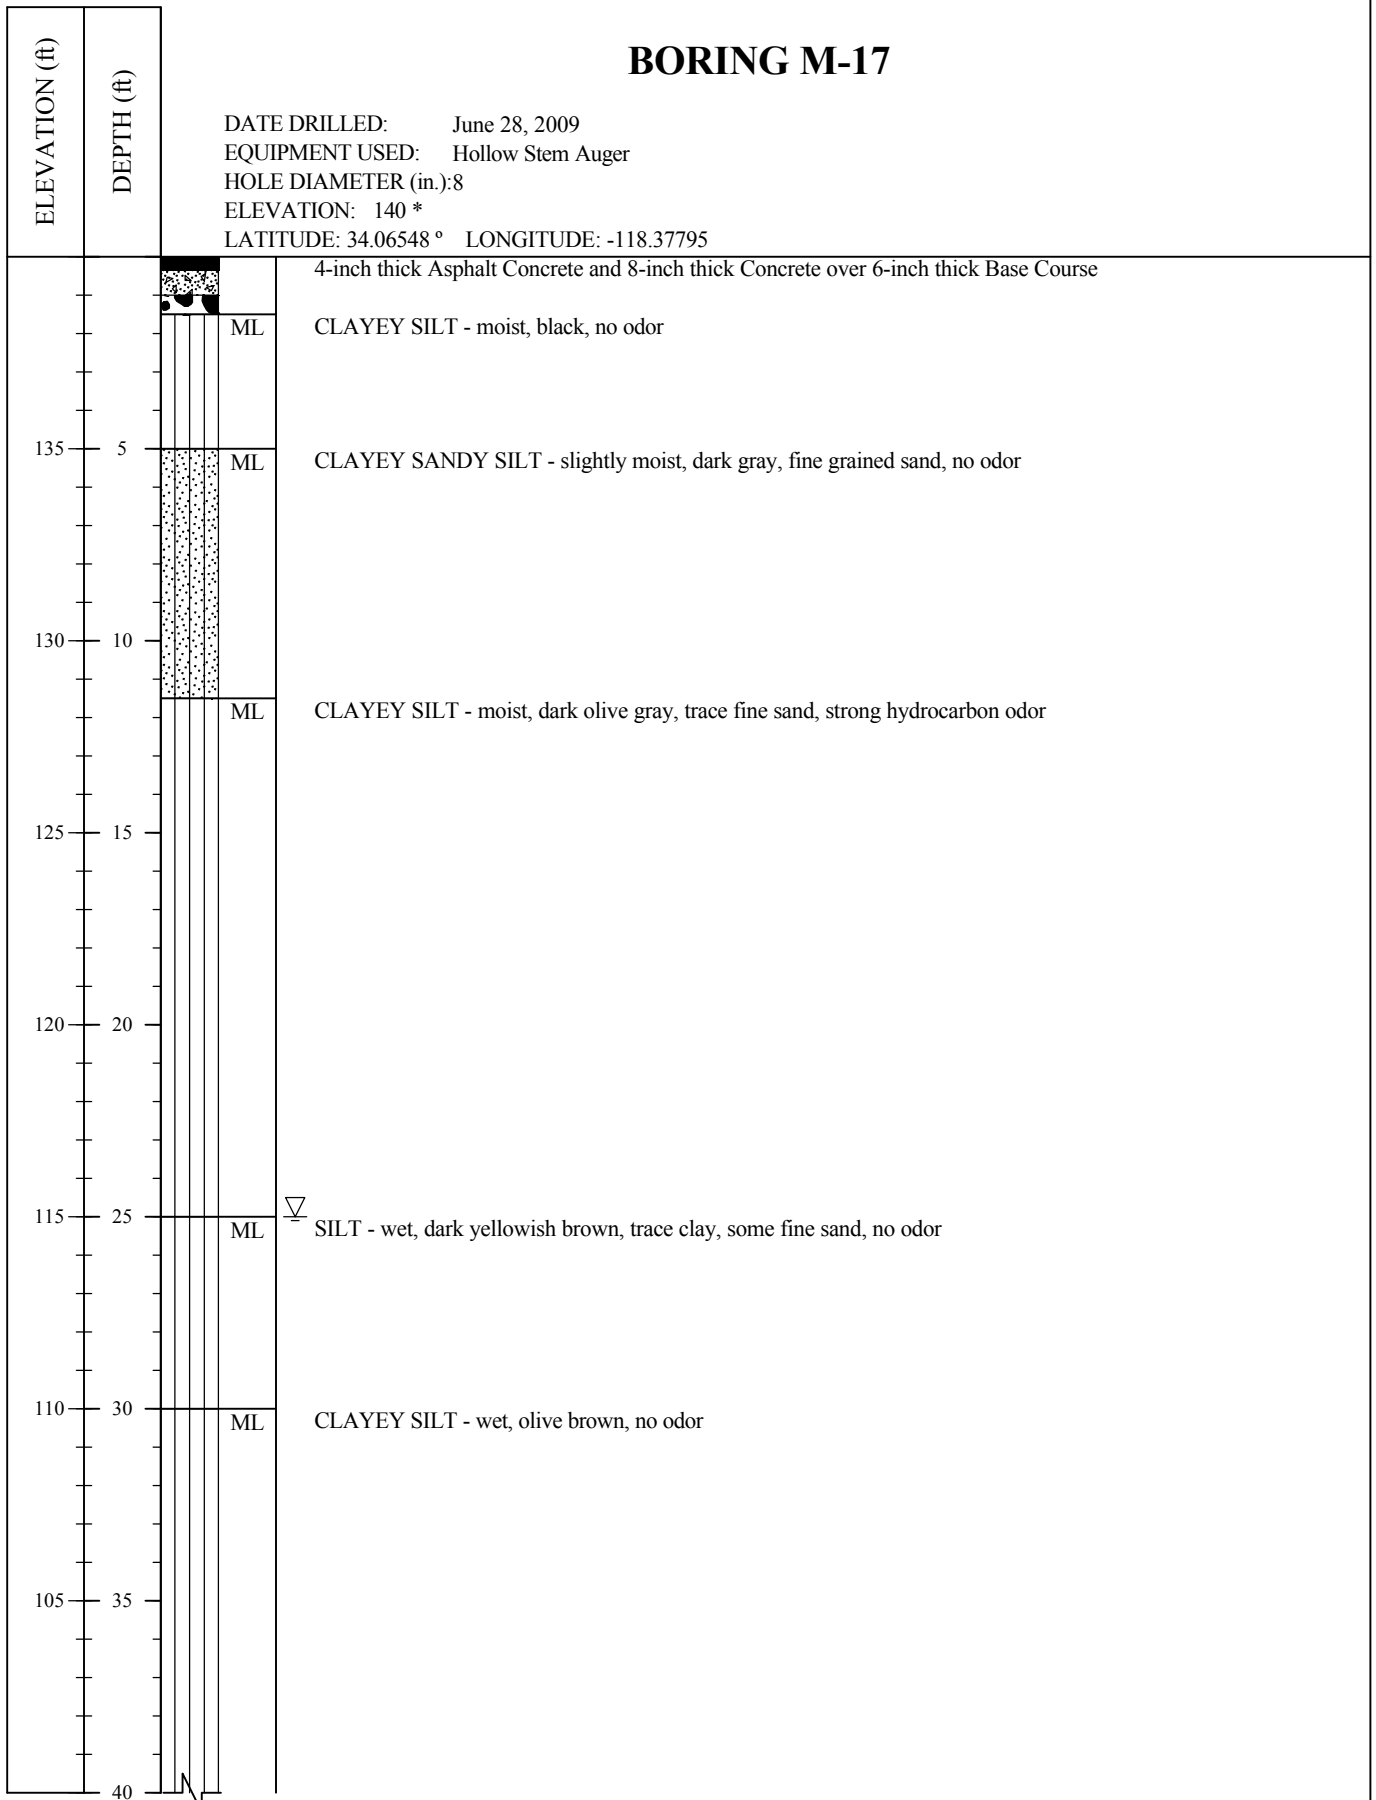 BORING M-17
ELEVATION (ft)
DEPTH (ft)
DATE DRILLED: June 28, 2009
EQUIPMENT USED: Hollow Stem Auger
HOLE DIAMETER (in.):8
ELEVATION: 140 *
LATITUDE: 34.06548 º LONGITUDE: -118.37795
4-inch thick Asphalt Concrete and 8-inch thick Concrete over 6-inch thick Base Course
ML CLAYEY SILT - moist, black, no odor
135 5
ML CLAYEY SANDY SILT - slightly moist, dark gray, fine grained sand, no odor
130 10
ML CLAYEY SILT - moist, dark olive gray, trace fine sand, strong hydrocarbon odor
125 15
120 20
115 25
ML SILT - wet, dark yellowish brown, trace clay, some fine sand, no odor
110 30
ML CLAYEY SILT - wet, olive brown, no odor
105 35
40